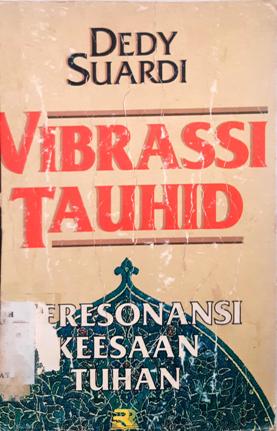 DEDY
SUARDI
VIBRASSI
TAUHID
ERESONANSI
KEESAAN
TUHAN